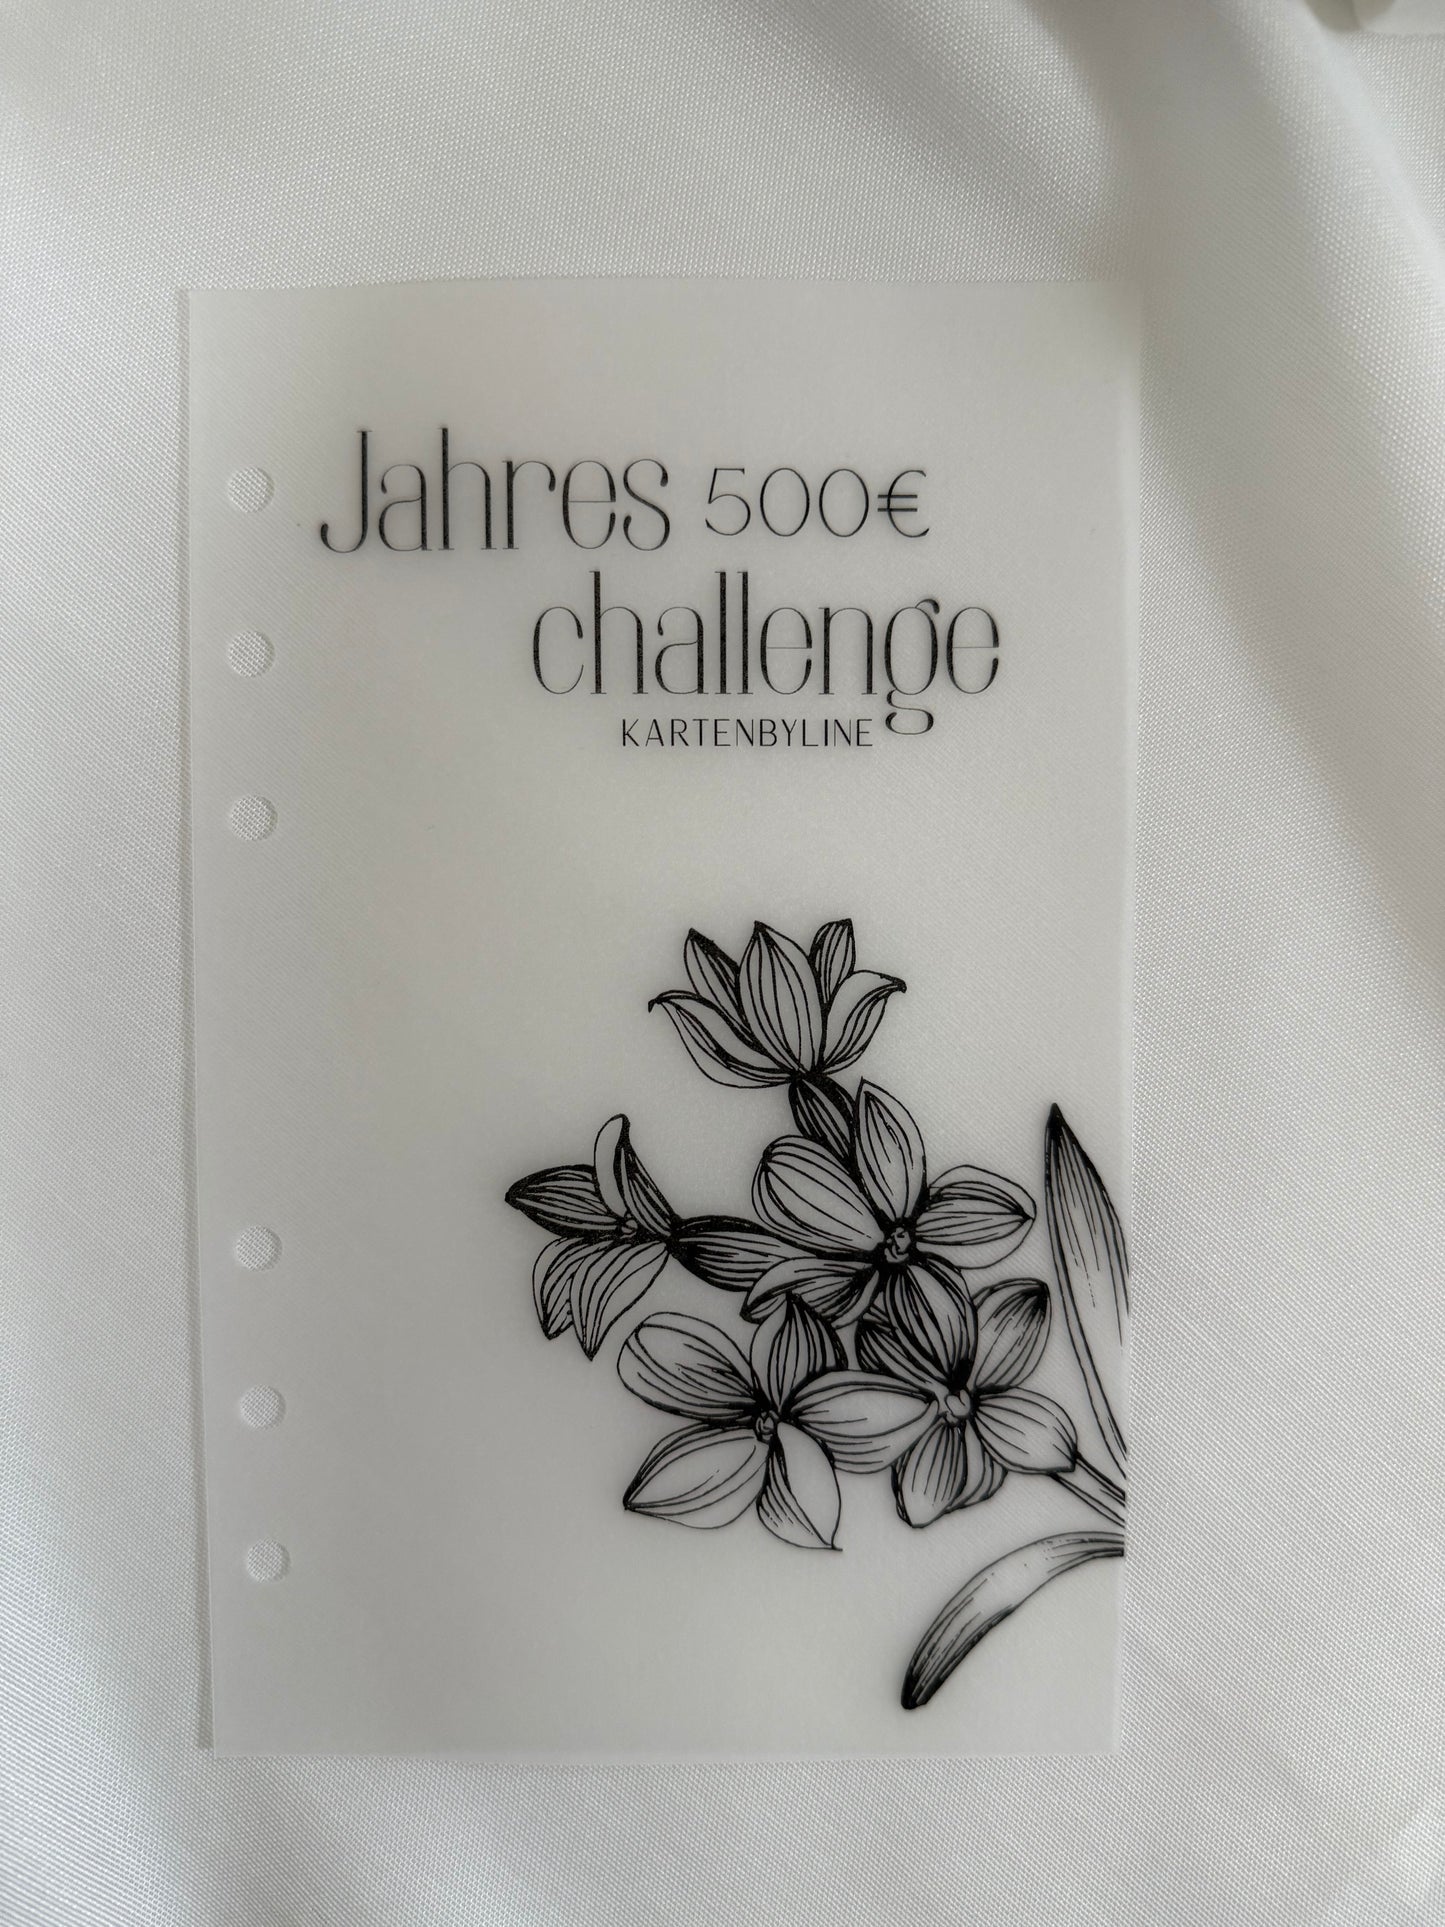 Jahres 500€
challenge
KARTENBYLINE